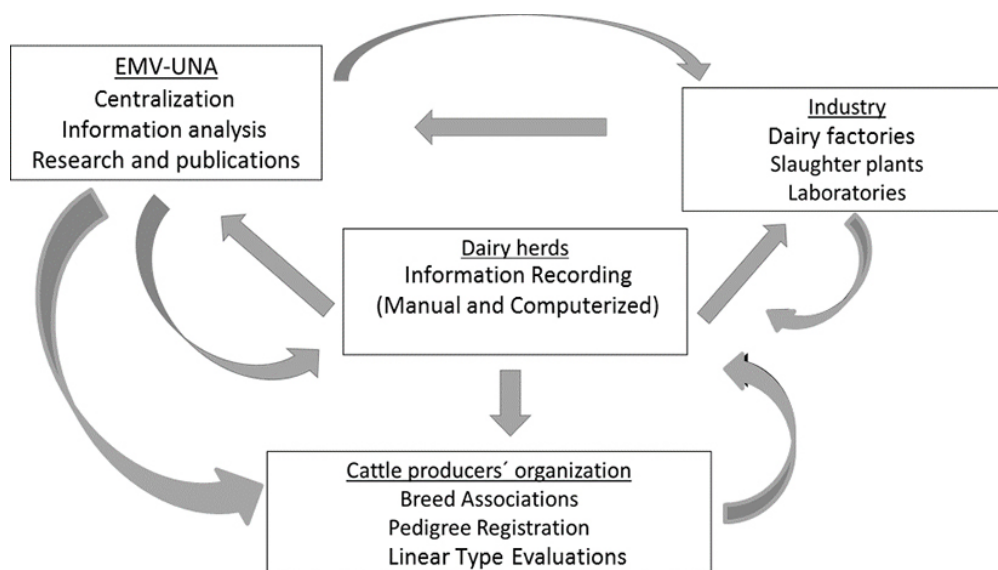 EMV-UNA
Centralization
Information analysis
Research and publications
Industry
Dairy factories
Slaughter plants
Laboratories
Dairy herds
Information Recording
(Manual and Computerized)
Cattle producers´ organization
Breed Associations
Pedigree Registration
Linear Type Evaluations